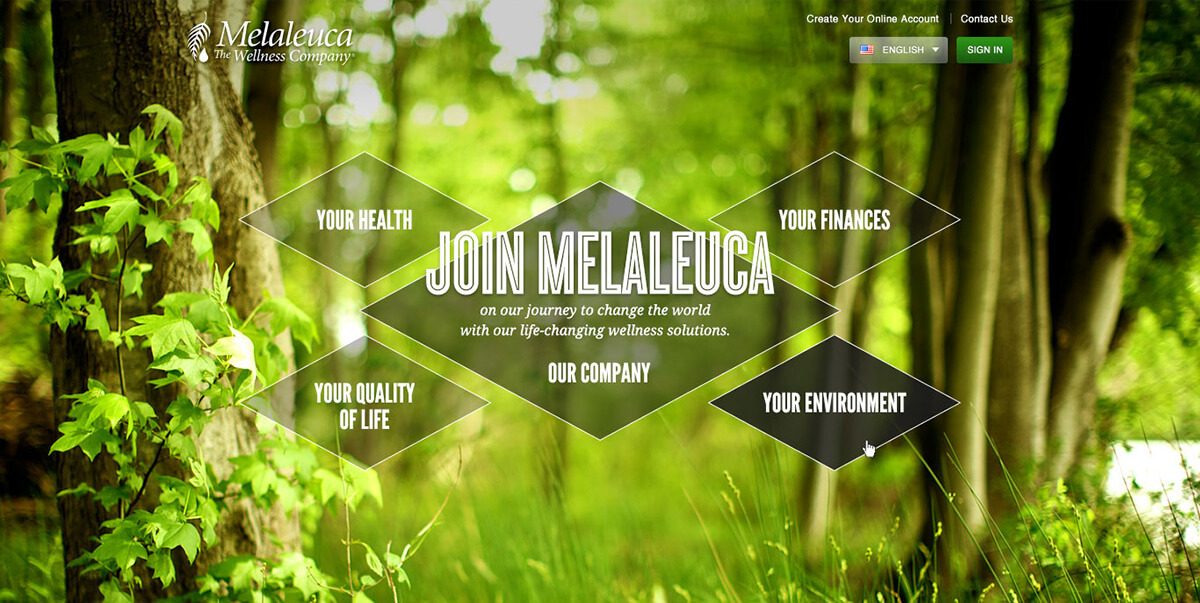 Melaleuca
The Wellness Company®
Create Your Online Account | Contact Us
ENGLISH
SIGN IN
YOUR HEALTH
YOUR FINANCES
JOIN MELALEUCA
on our journey to change the world
with our life-changing wellness solutions.
OUR COMPANY
YOUR QUALITY
OF LIFE
YOUR ENVIRONMENT